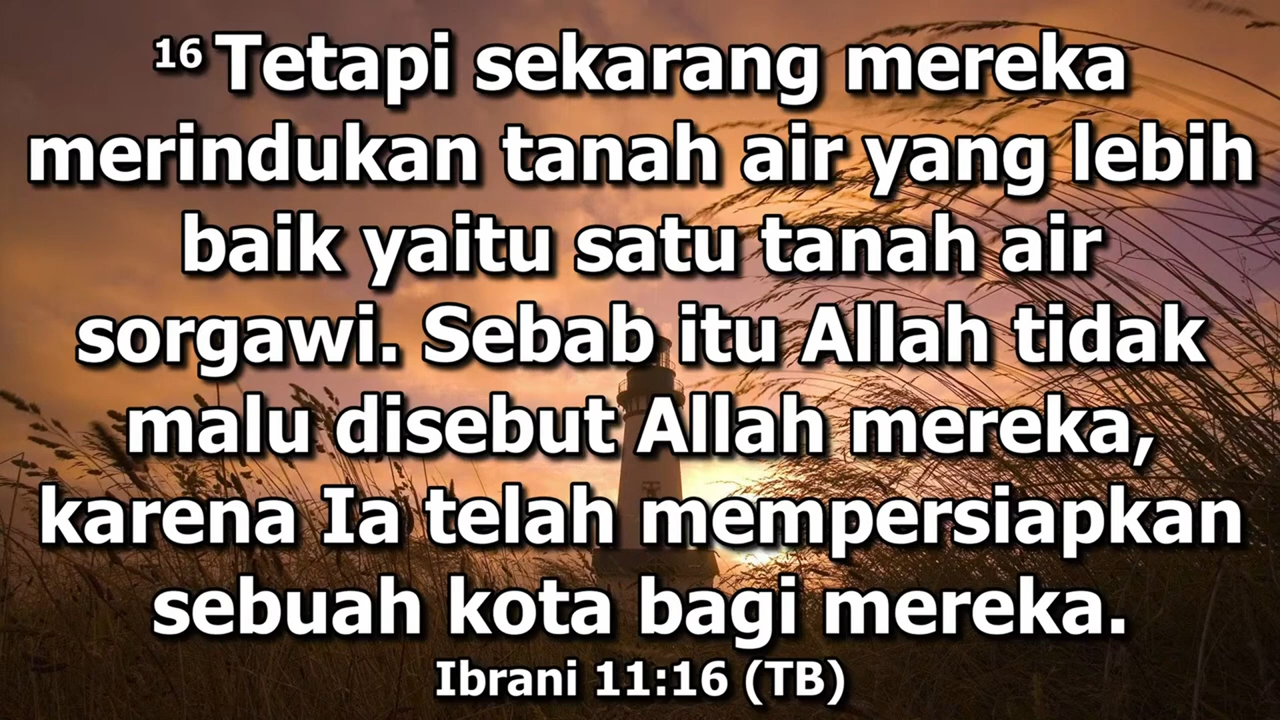 16 Tetapi sekarang mereka
merindukan tanah air yang lebih
baik yaitu satu tanah air
sorgawi. Sebab itu Allah tidak
malu disebut Allah mereka,
karena Ia telah mempersiapkan
sebuah kota bagi mereka.
Ibrani 11:16 (TB)